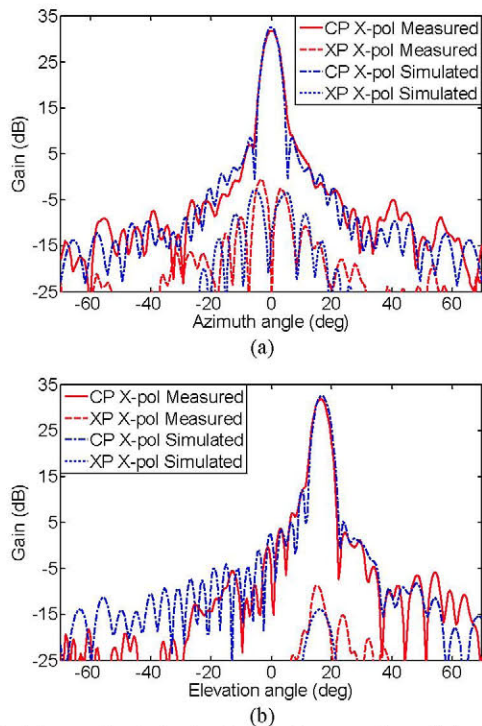 35
25
15
5
-5
-15
-25
Gain (dB)
CP X-pol Measured
XP X-pol Measured
CP X-pol Simulated
XP X-pol Simulated
-60 -40 -20 0 20 40 60
Azimuth angle (deg)
(a)
35
25
15
5
-5
-15
-25
Gain (dB)
CP X-pol Measured
XP X-pol Measured
CP X-pol Simulated
XP X-pol Simulated
-60 -40 -20 0 20 40 60
Elevation angle (deg)
(b)